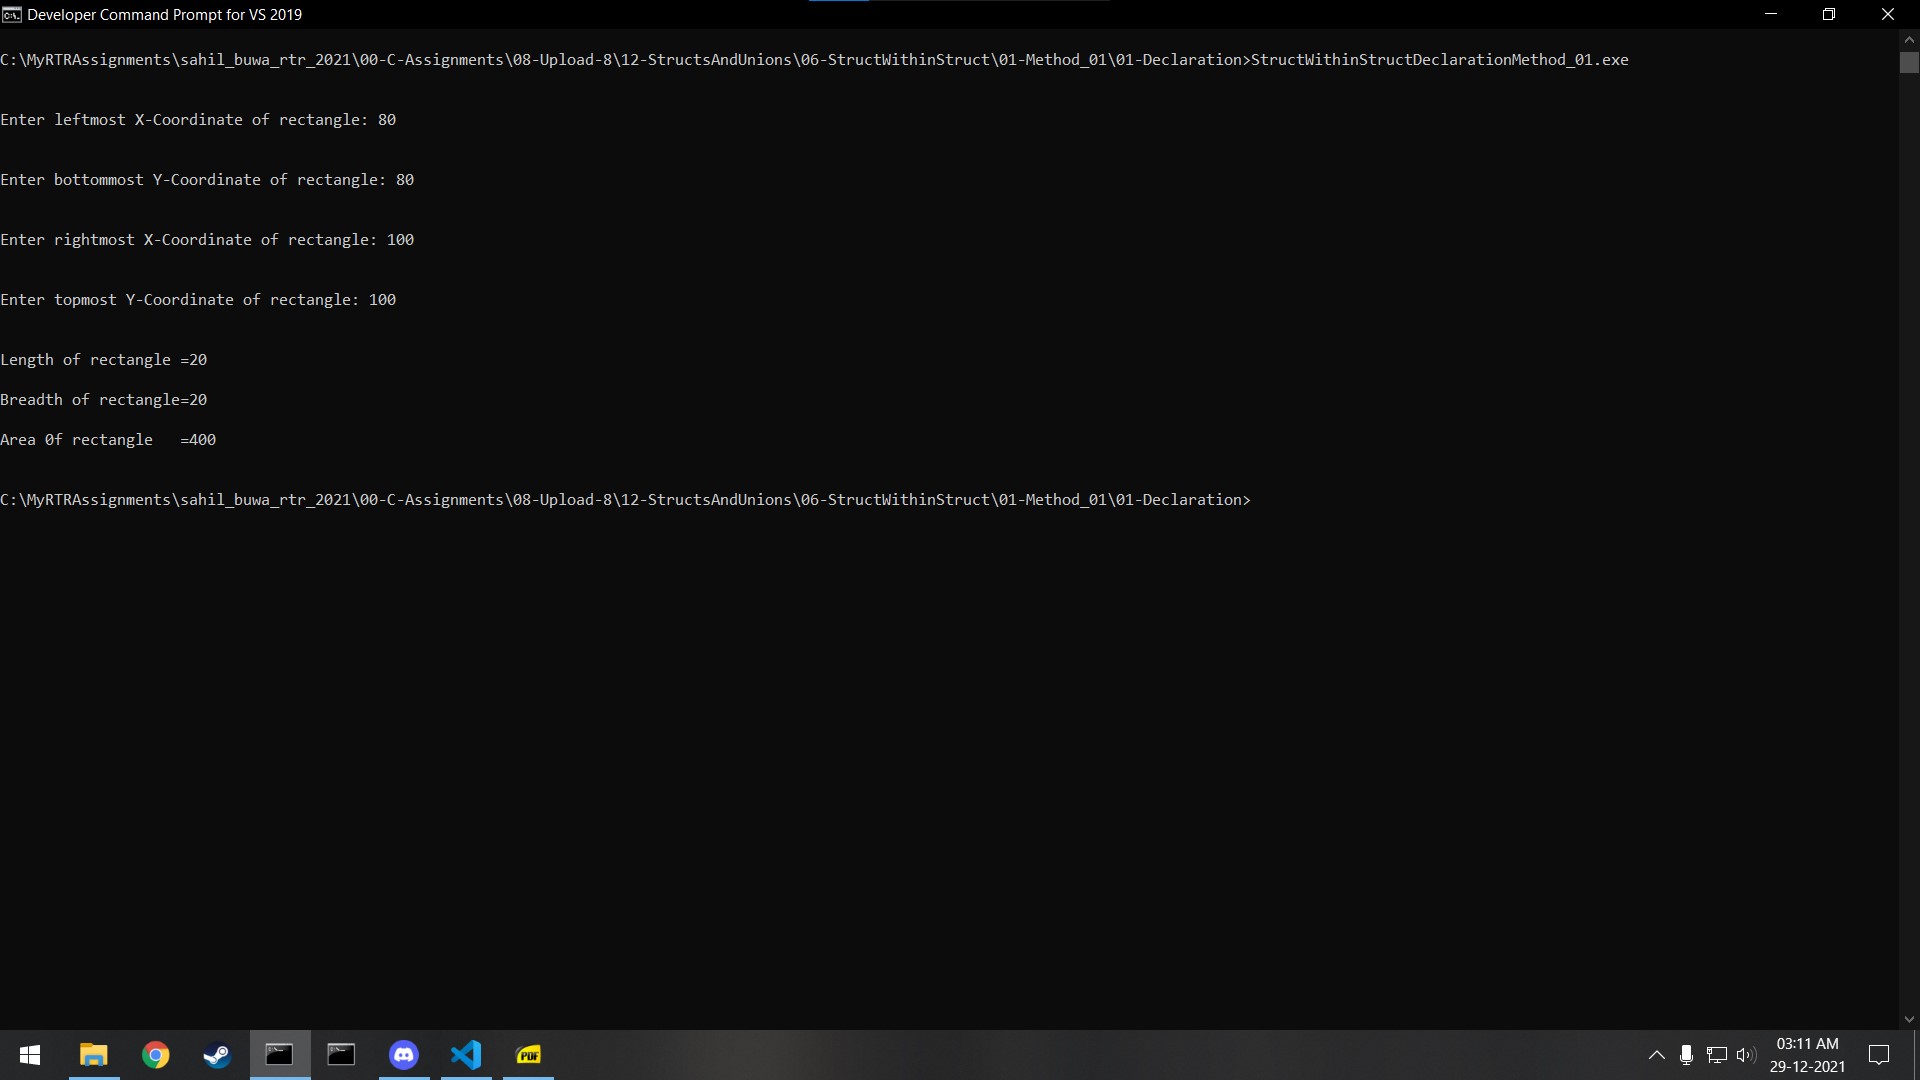 Developer Command Prompt for VS 2019
C:\MyRTRAssignments\sahil_buwa_rtr_2021\00-C-Assignments\08-Upload-8\12-StructsAndUnions\06-StructWithinStruct\01-Method_01\01-Declaration>StructWithinStructDeclarationMethod_01.exe
Enter leftmost X-Coordinate of rectangle: 80
Enter bottommost Y-Coordinate of rectangle: 80
Enter rightmost X-Coordinate of rectangle: 100
Enter topmost Y-Coordinate of rectangle: 100
Length of rectangle =20
Breadth of rectangle=20
Area 0f rectangle   =400
C:\MyRTRAssignments\sahil_buwa_rtr_2021\00-C-Assignments\08-Upload-8\12-StructsAndUnions\06-StructWithinStruct\01-Method_01\01-Declaration>
PDF
03:11 AM
29-12-2021